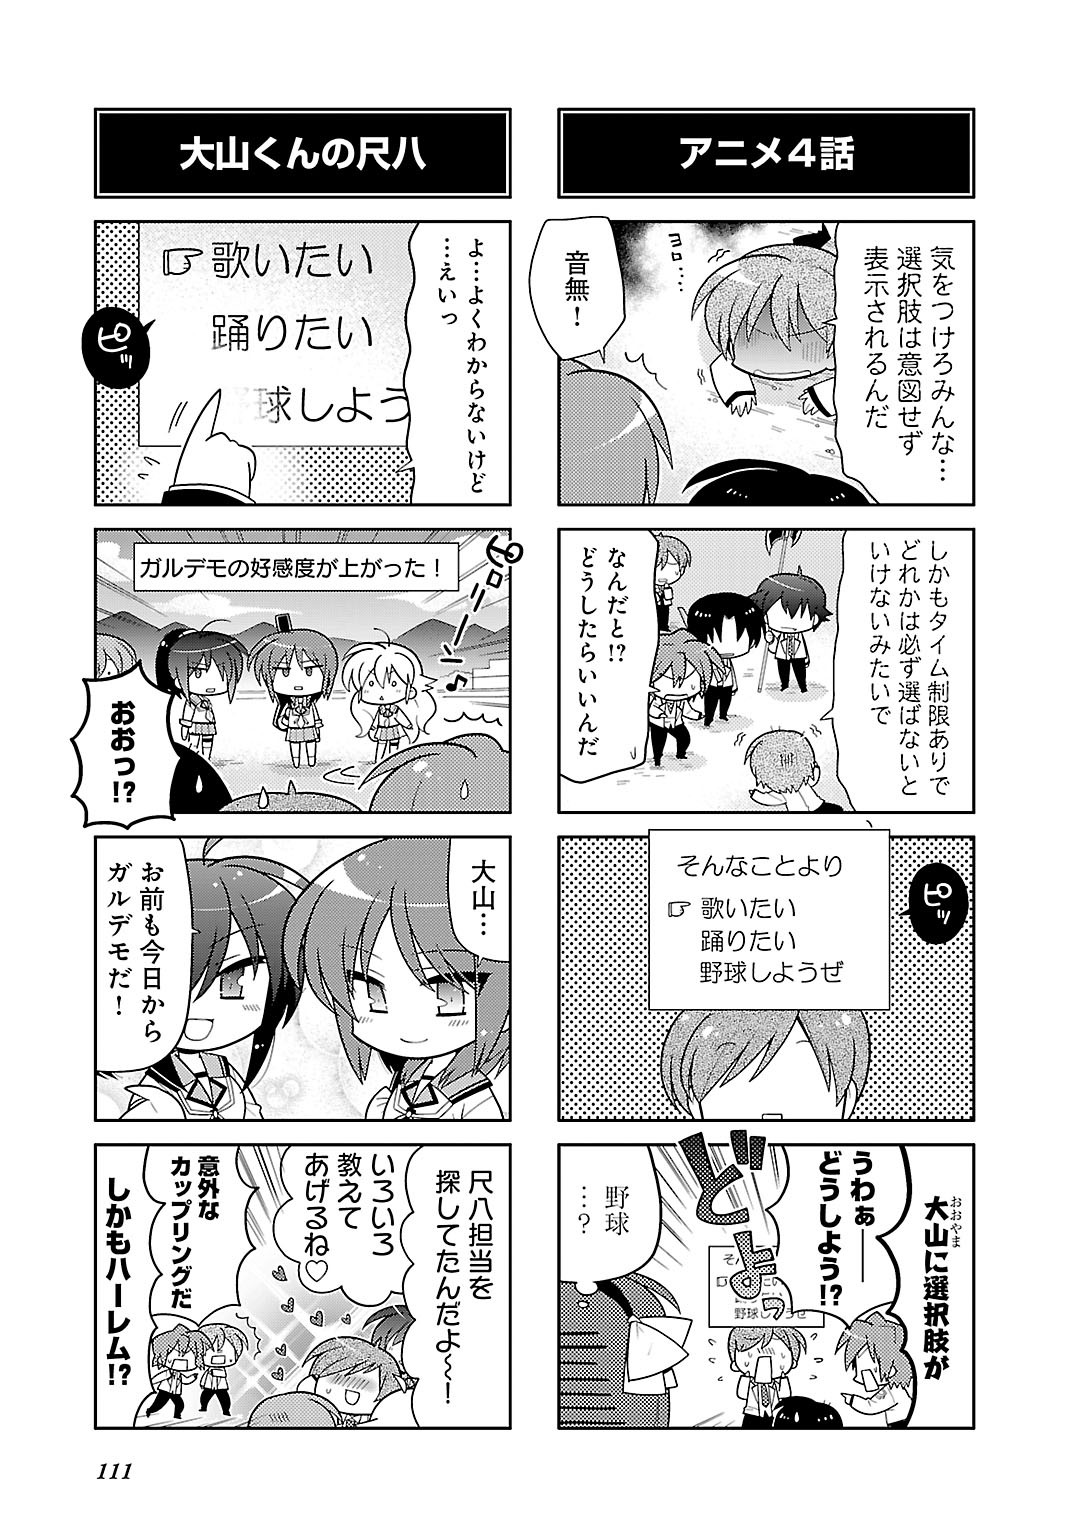 アニメ4話
気をつけろみんな…
選択肢は意図せず
表示されるんだ
ヨロ…
音無！
しかもタイム制限ありで
どれかは必ず選ばないと
いけないみたいで
なんだと!?
どうしたらいいんだ
ピッ
そんなことより
☞歌いたい
踊りたい
野球しようぜ
大山に選択肢が
おおやま
うわぁ──
どうしよう!?
どどよっ
野球しようぜ
野球
…？
大山くんの尺八
よ…よくわからないけど
…えいっ
☞歌いたい
踊りたい
野球しよう
ピッ
ピロリーン
ガルデモの好感度が上がった！
おおっ!?
大山…
お前も今日から
ガルデモだ！
尺八担当を
探してたんだよ〜！
いろいろ
教えて
あげるね♡
意外な
カップリングだ
しかもハーレム!?
111